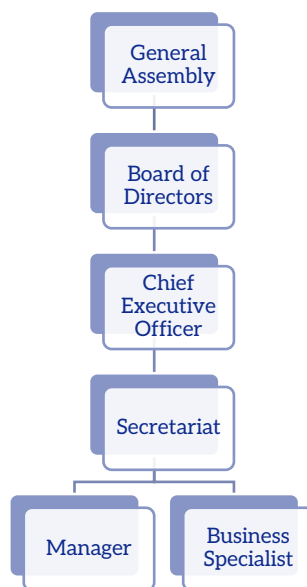 General
Assembly
Board of
Directors
Chief
Executive
Officer
Secretariat
Manager
Business
Specialist